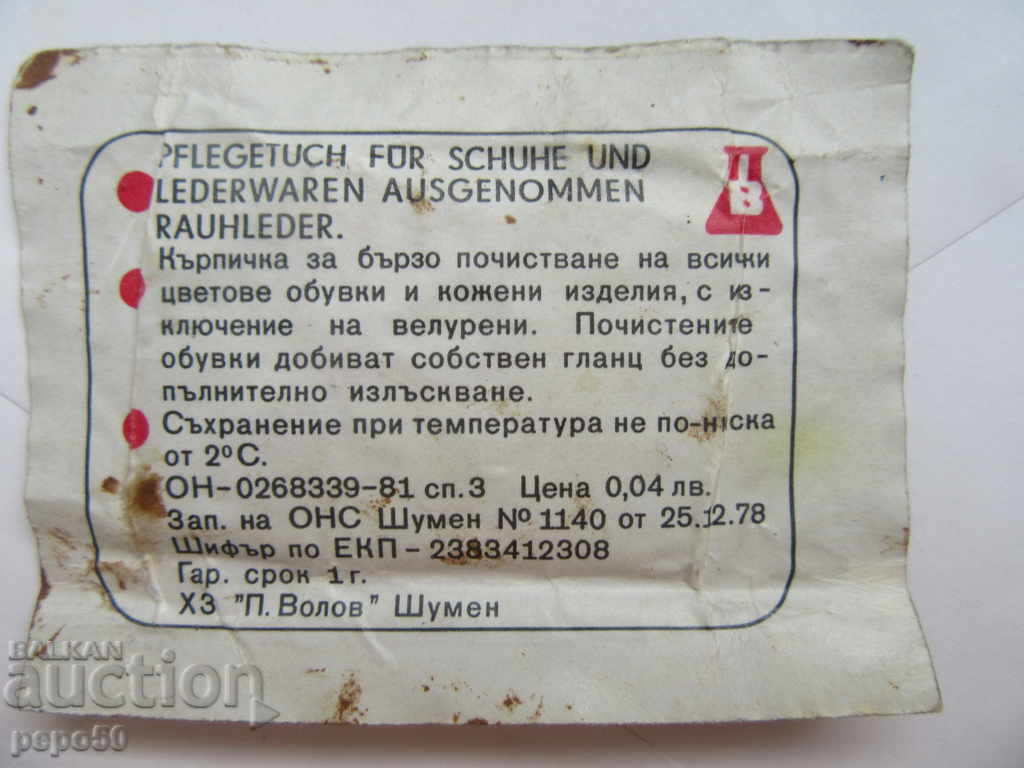 PFLEGETUCH FÜR SCHUHE UND
LEDERWAREN AUSGENOMMEN
RAUHLEDER.
ПВ
Кърпичка за бързо почистване на всички
цветове обувки и кожени изделия, с из-
ключение на велурени. Почистените
обувки добиват собствен гланц без до-
пълнително излъскване.
Съхранение при температура не по-ниска
от 2°С.
ОН-0268339-81 сп.3 Цена 0,04 лв.
Зап. на ОНС Шумен № 1140 от 25.12.78
Шифър по ЕКП-2383412308
Гар. срок 1 г.
ХЗ "П. Волов" Шумен
BALKAN
auction
pepo50